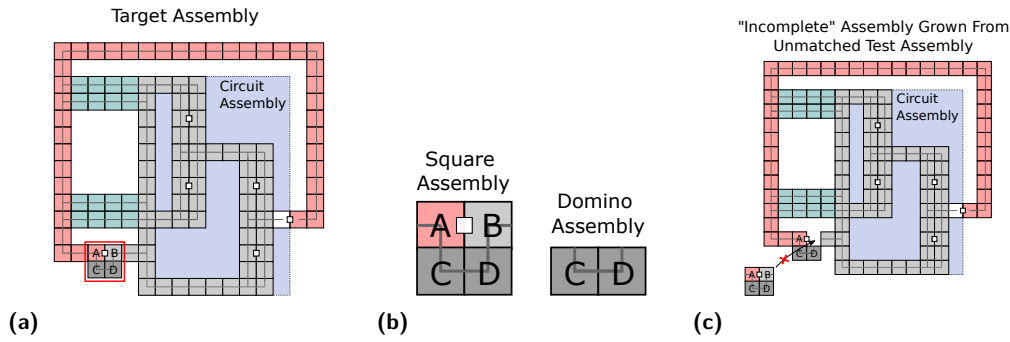 Target Assembly
Circuit
Assembly
A B
C D
(a)
Square
Assembly
A B
C D
Domino
Assembly
C D
(b)
"Incomplete" Assembly Grown From
Unmatched Test Assembly
Circuit
Assembly
A
C D
A B
C D
(c)